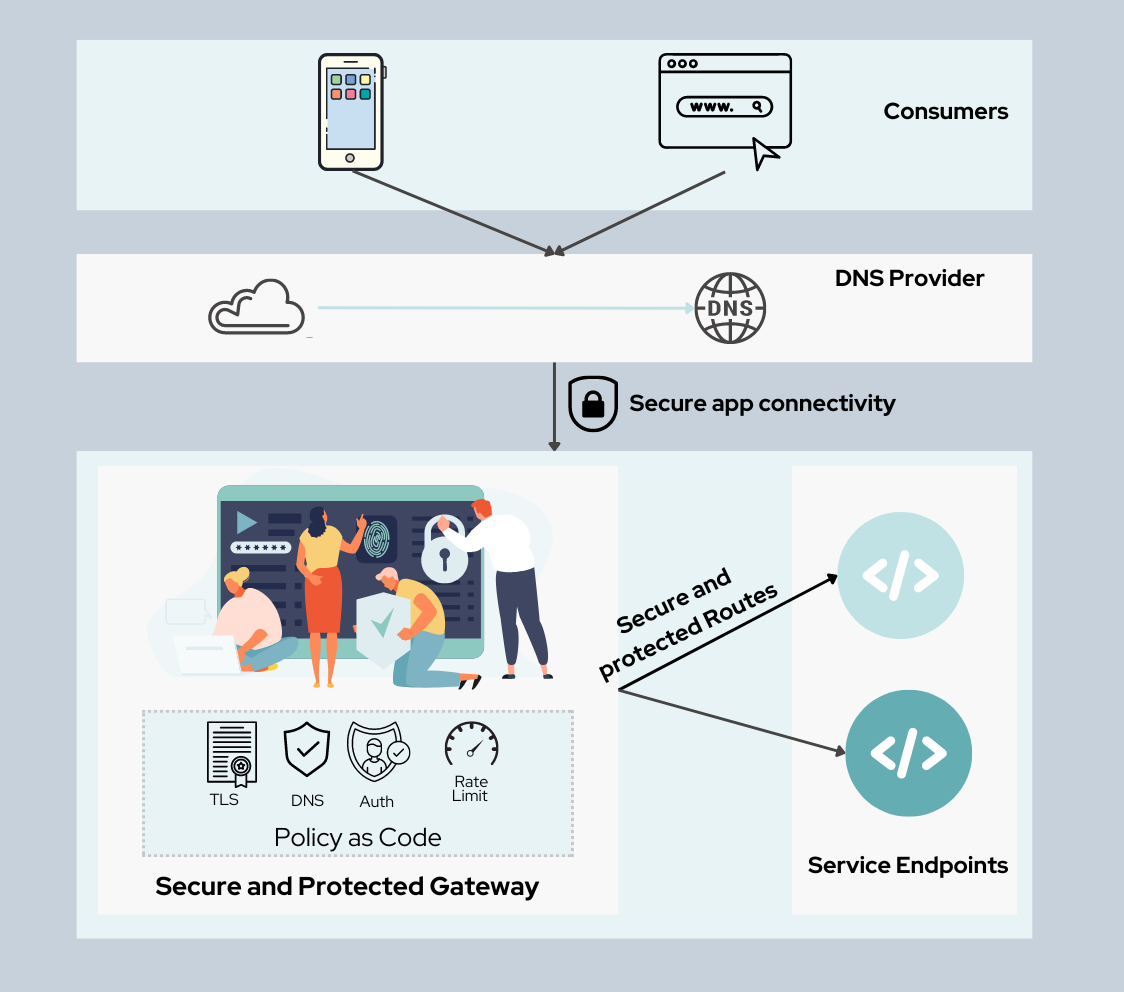 www.
Consumers
DNS Provider
DNS
Secure app connectivity
******
Secure and
protected Routes
TLS
DNS
Auth
Rate
Limit
Policy as Code
Secure and Protected Gateway
</>
</>
Service Endpoints